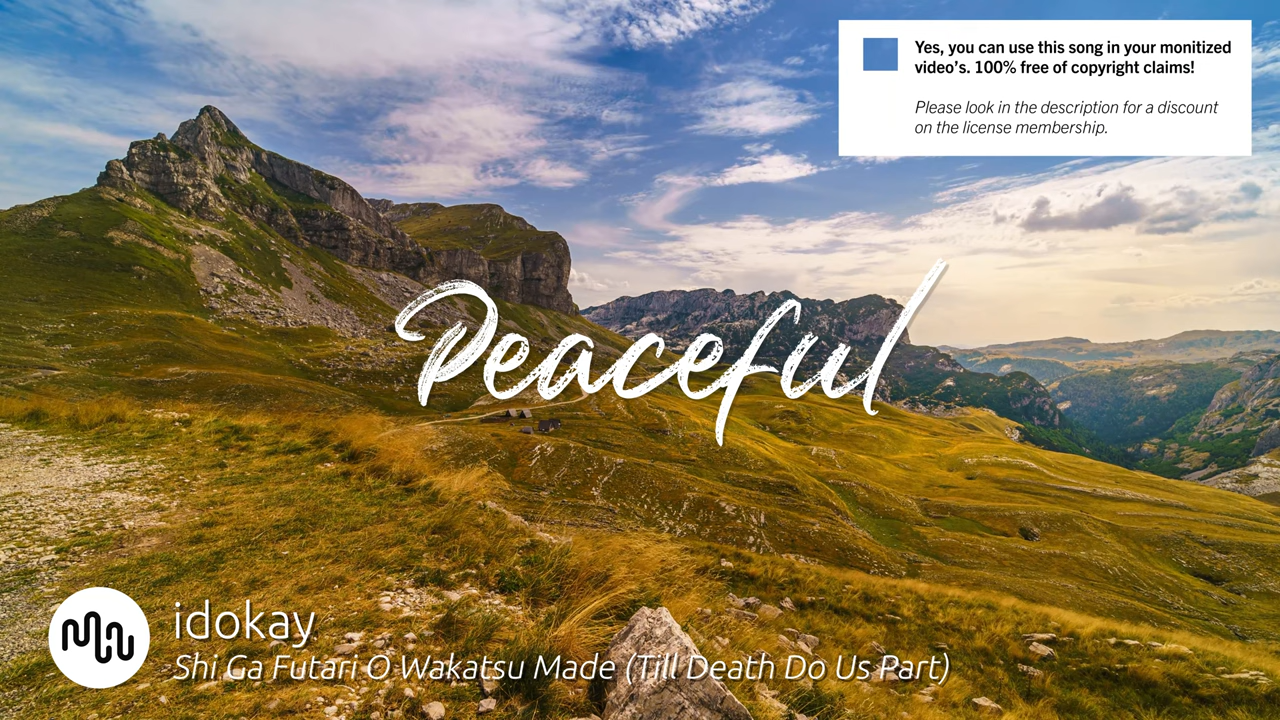 Yes, you can use this song in your monitized
video's. 100% free of copyright claims!
Please look in the description for a discount
on the license membership.
Peaceful
idokay
Shi Ga Futari O Wakatsu Made (Till Death Do Us Part)